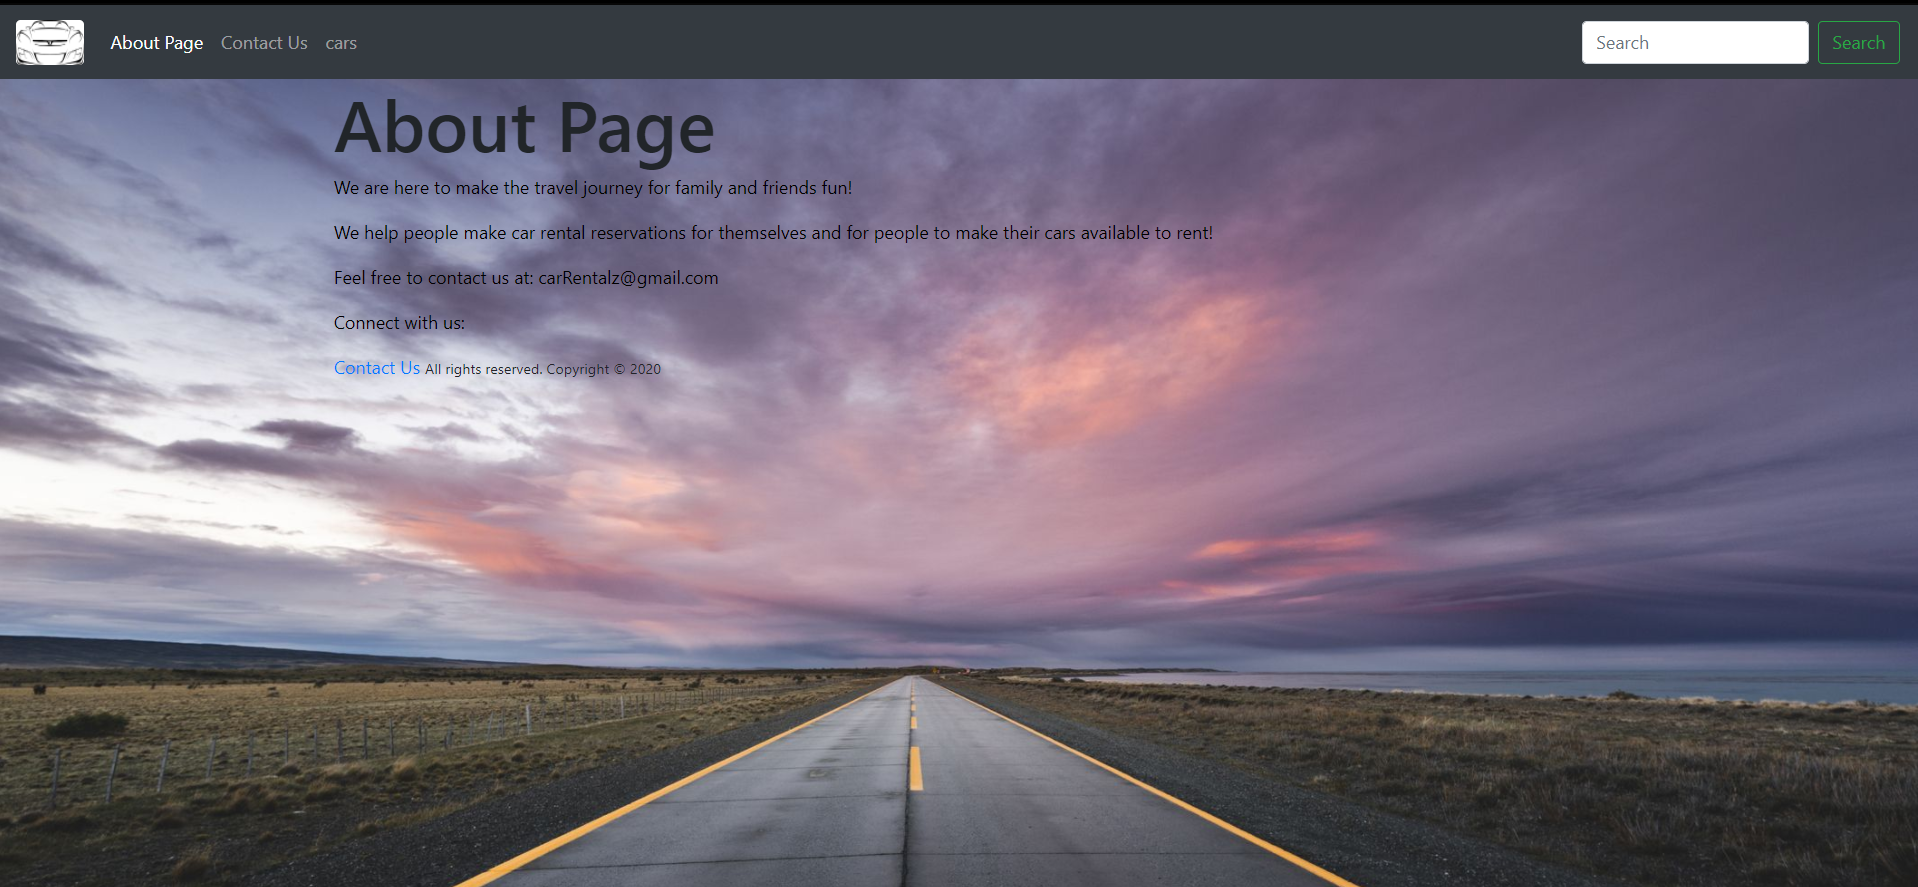 About Page Contact Us cars Search Search
About Page
We are here to make the travel journey for family and friends fun!
We help people make car rental reservations for themselves and for people to make their cars available to rent!
Feel free to contact us at: carRentalz@gmail.com
Connect with us:
Contact Us All rights reserved. Copyright © 2020